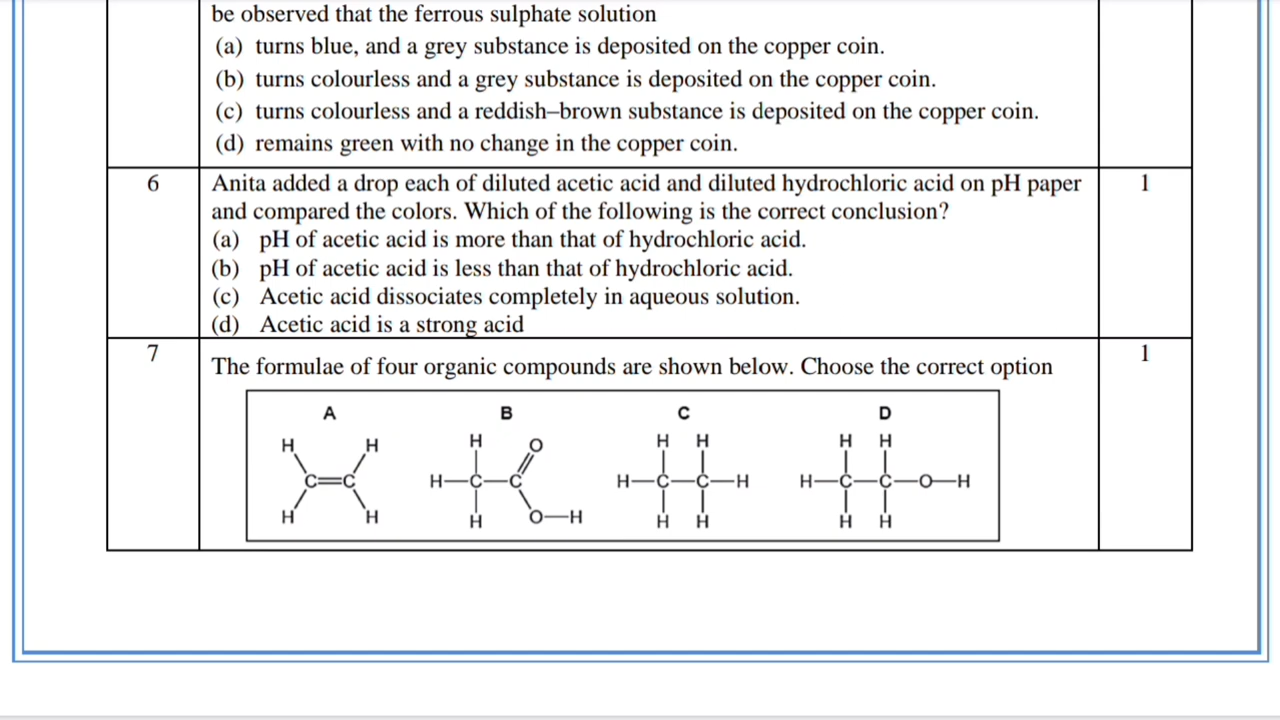 be observed that the ferrous sulphate solution
(a) turns blue, and a grey substance is deposited on the copper coin.
(b) turns colourless and a grey substance is deposited on the copper coin.
(c) turns colourless and a reddish–brown substance is deposited on the copper coin.
(d) remains green with no change in the copper coin.
6 Anita added a drop each of diluted acetic acid and diluted hydrochloric acid on pH paper 1
and compared the colors. Which of the following is the correct conclusion?
(a) pH of acetic acid is more than that of hydrochloric acid.
(b) pH of acetic acid is less than that of hydrochloric acid.
(c) Acetic acid dissociates completely in aqueous solution.
(d) Acetic acid is a strong acid
7 1
The formulae of four organic compounds are shown below. Choose the correct option
A B C D
H H H O H H H H
C=C H—C—C H—C—C—H H—C—C—O—H
H H H O—H H H H H